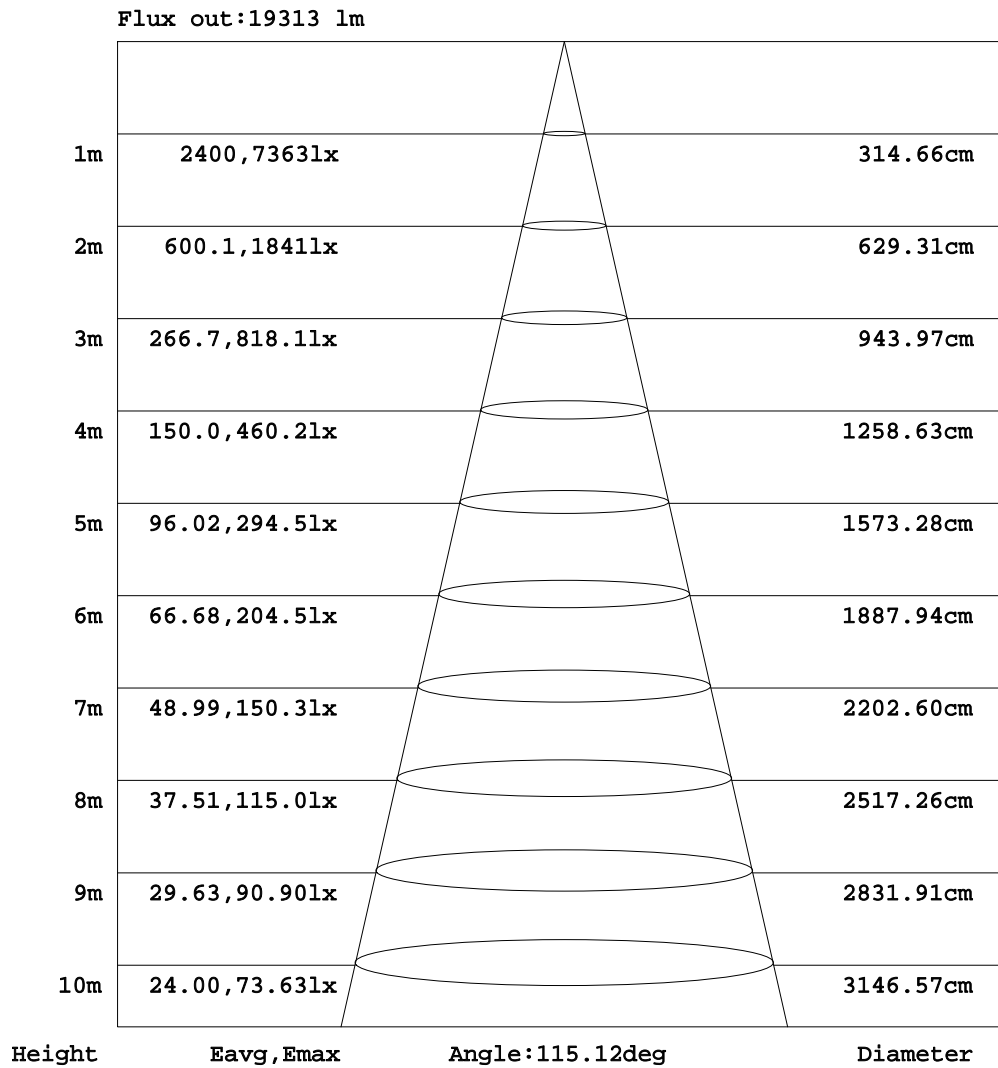 Flux out:19313 lm
1m 2400,7363lx 314.66cm
2m 600.1,1841lx 629.31cm
3m 266.7,818.1lx 943.97cm
4m 150.0,460.2lx 1258.63cm
5m 96.02,294.5lx 1573.28cm
6m 66.68,204.5lx 1887.94cm
7m 48.99,150.3lx 2202.60cm
8m 37.51,115.0lx 2517.26cm
9m 29.63,90.90lx 2831.91cm
10m 24.00,73.63lx 3146.57cm
Height Eavg,Emax Angle:115.12deg Diameter